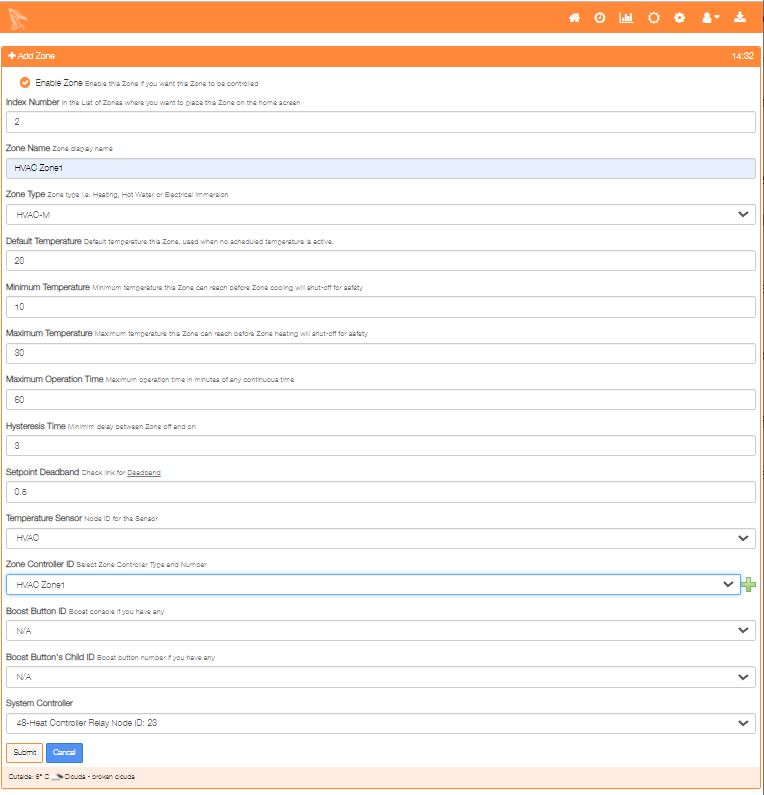 Add Zone 14:32
Enable Zone Enable this Zone if you want this Zone to be controlled
Index Number In the List of Zones where you want to place this Zone on the home screen
2
Zone Name Zone display name
HVAC Zone1
Zone Type Zone type i.e, Heating, Hot Water or Electrical Immersion
HVAC-M
Default Temperature Default temperature this Zone, used when no scheduled temperature is active.
20
Minimum Temperature Minimum temperature this Zone can reach before Zone cooling will shut-off for safety
10
Maximum Temperature Maximum temperature this Zone can reach before Zone heating will shut-off for safety
30
Maximum Operation Time Maximum operation time in minutes of any continuous time
60
Hysteresis Time Minimim delay between Zone off and on
3
Setpoint Deadband Check link for Deadband
0.5
Temperature Sensor Node ID for the Sensor
HVAC
Zone Controller ID Select Zone Controller Type and Number
HVAC Zone1
Boost Button ID Boost console if you have any
N/A
Boost Button's Child ID Boost button number if you have any
N/A
System Controller
48-Heat Controller Relay Node ID: 23
Submit Cancel
Outside: 6° C Clouds - broken clouds